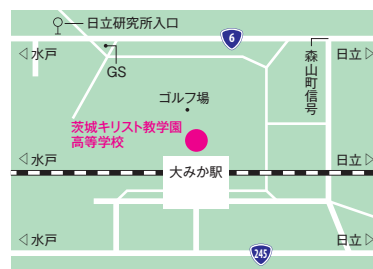 日立研究所入口
6
◁水戸
GS
森山町信号
日立▷
ゴルフ場
茨城キリスト教学園
高等学校
◁水戸
大みか駅
日立▷
◁水戸
245
日立▷